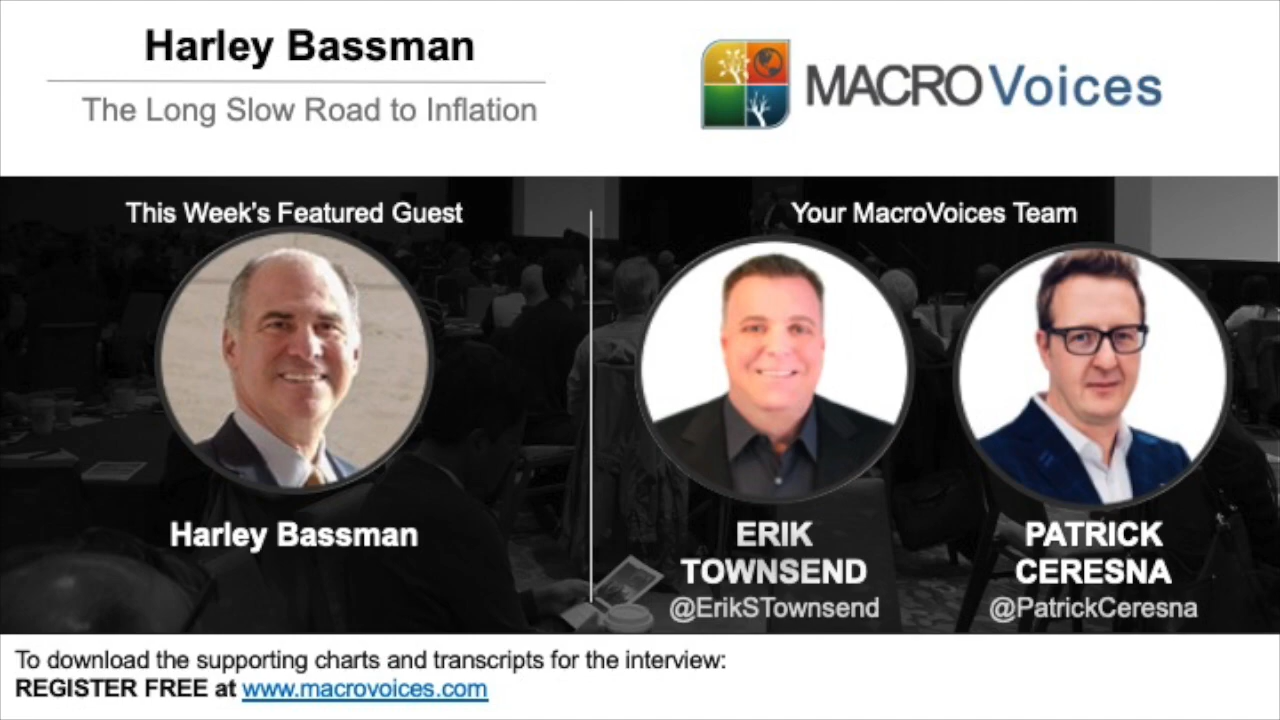 Harley Bassman
The Long Slow Road to Inflation
MACRO Voices
This Week's Featured Guest
Your MacroVoices Team
Harley Bassman
ERIK
TOWNSEND
@ErikSTownsend
PATRICK
CERESNA
@PatrickCeresna
To download the supporting charts and transcripts for the interview:
REGISTER FREE at www.macrovoices.com